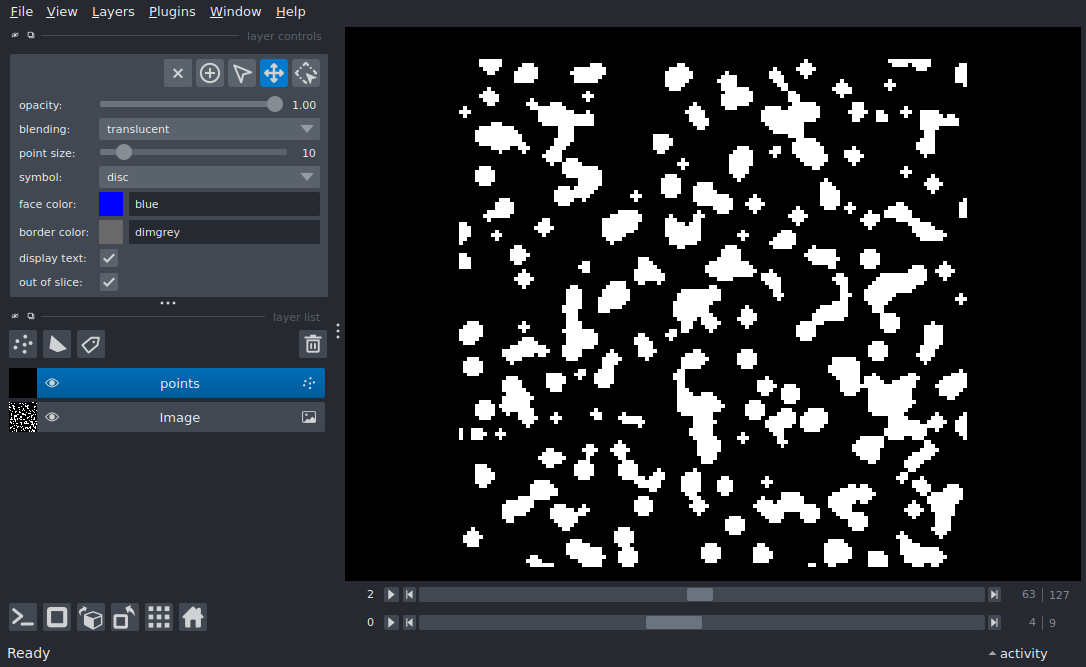 File View Layers Plugins Window Help
layer controls
opacity: 1.00
blending: translucent
point size: 10
symbol: disc
face color: blue
border color: dimgrey
display text:
out of slice:
layer list
points
Image
2 63 127
0 4 9
Ready activity